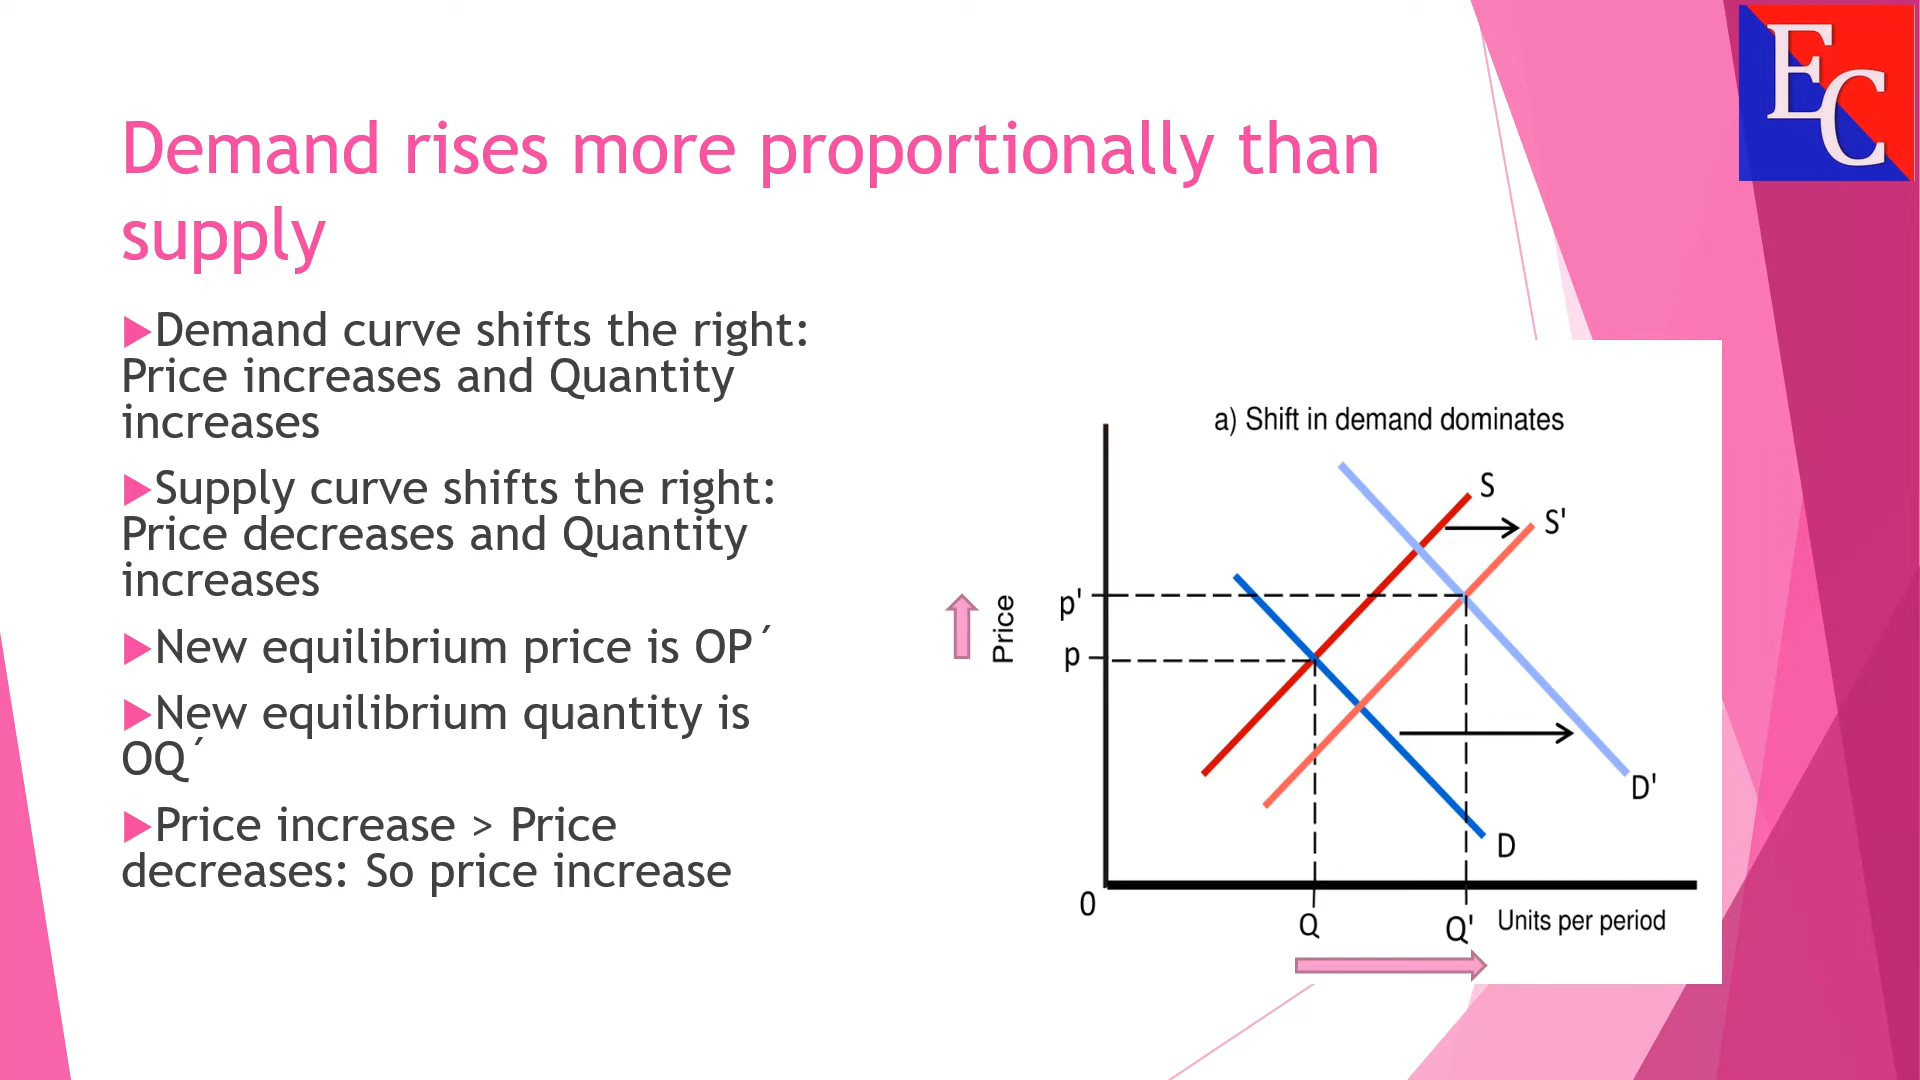 EC
Demand rises more proportionally than
supply
Demand curve shifts the right:
Price increases and Quantity
increases
Supply curve shifts the right:
Price decreases and Quantity
increases
New equilibrium price is OP´
New equilibrium quantity is
OQ´
Price increase > Price
decreases: So price increase
a) Shift in demand dominates
S
S'
p'
Price
p
D'
D
0
Q
Q'
Units per period